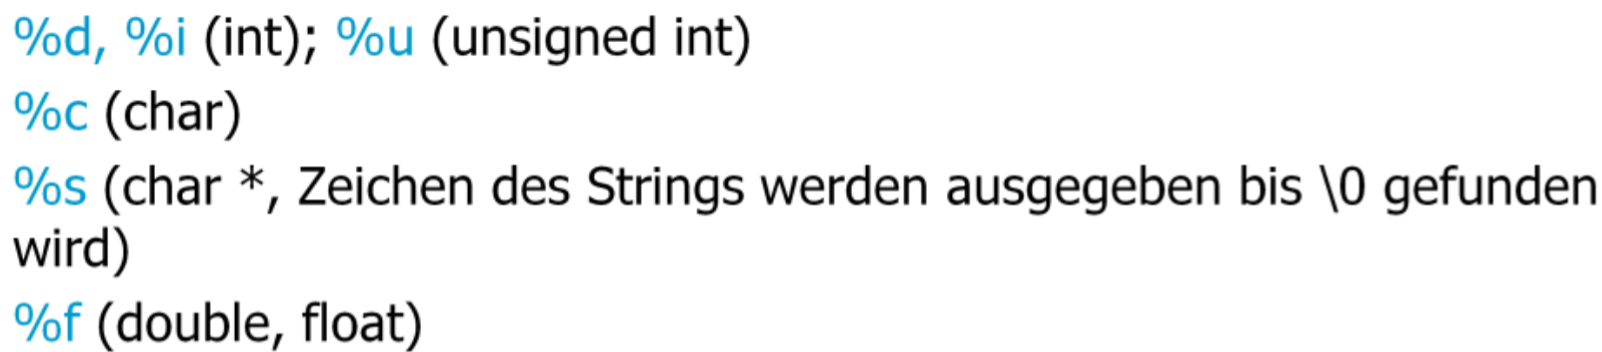 %d, %i (int); %u (unsigned int)
%c (char)
%s (char *, Zeichen des Strings werden ausgegeben bis \0 gefunden
wird)
%f (double, float)